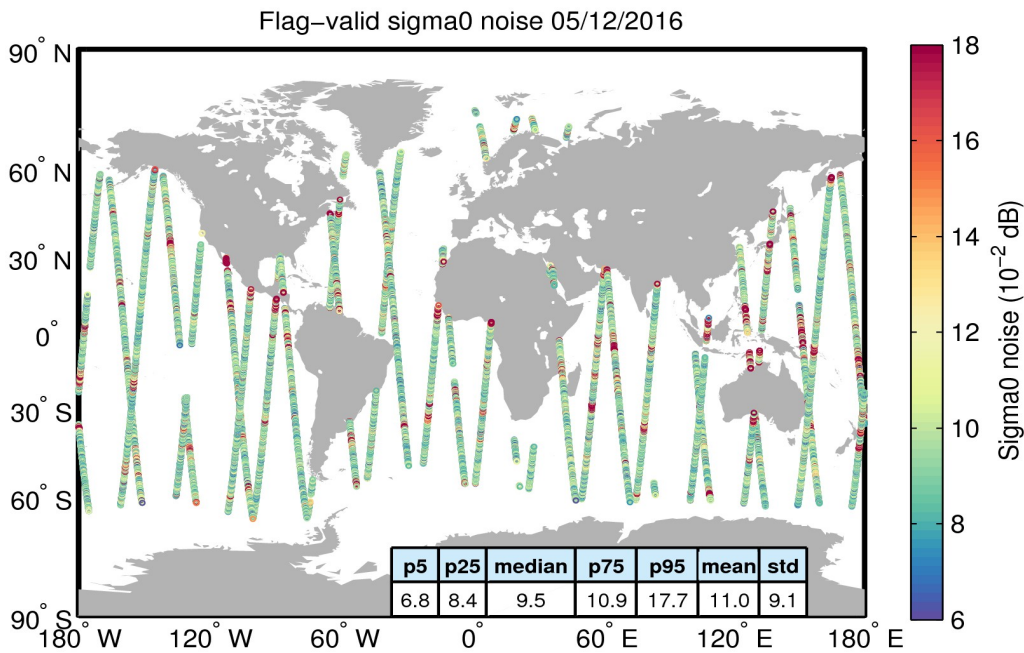 Flag−valid sigma0 noise 05/12/2016
90° N
60° N
30° N
0°
30° S
60° S
90° S
180° W
120° W
60° W
0°
60° E
120° E
180° E
p5 p25 median p75 p95 mean std
6.8 8.4 9.5 10.9 17.7 11.0 9.1
18
16
14
12
10
8
6
Sigma0 noise (10⁻² dB)